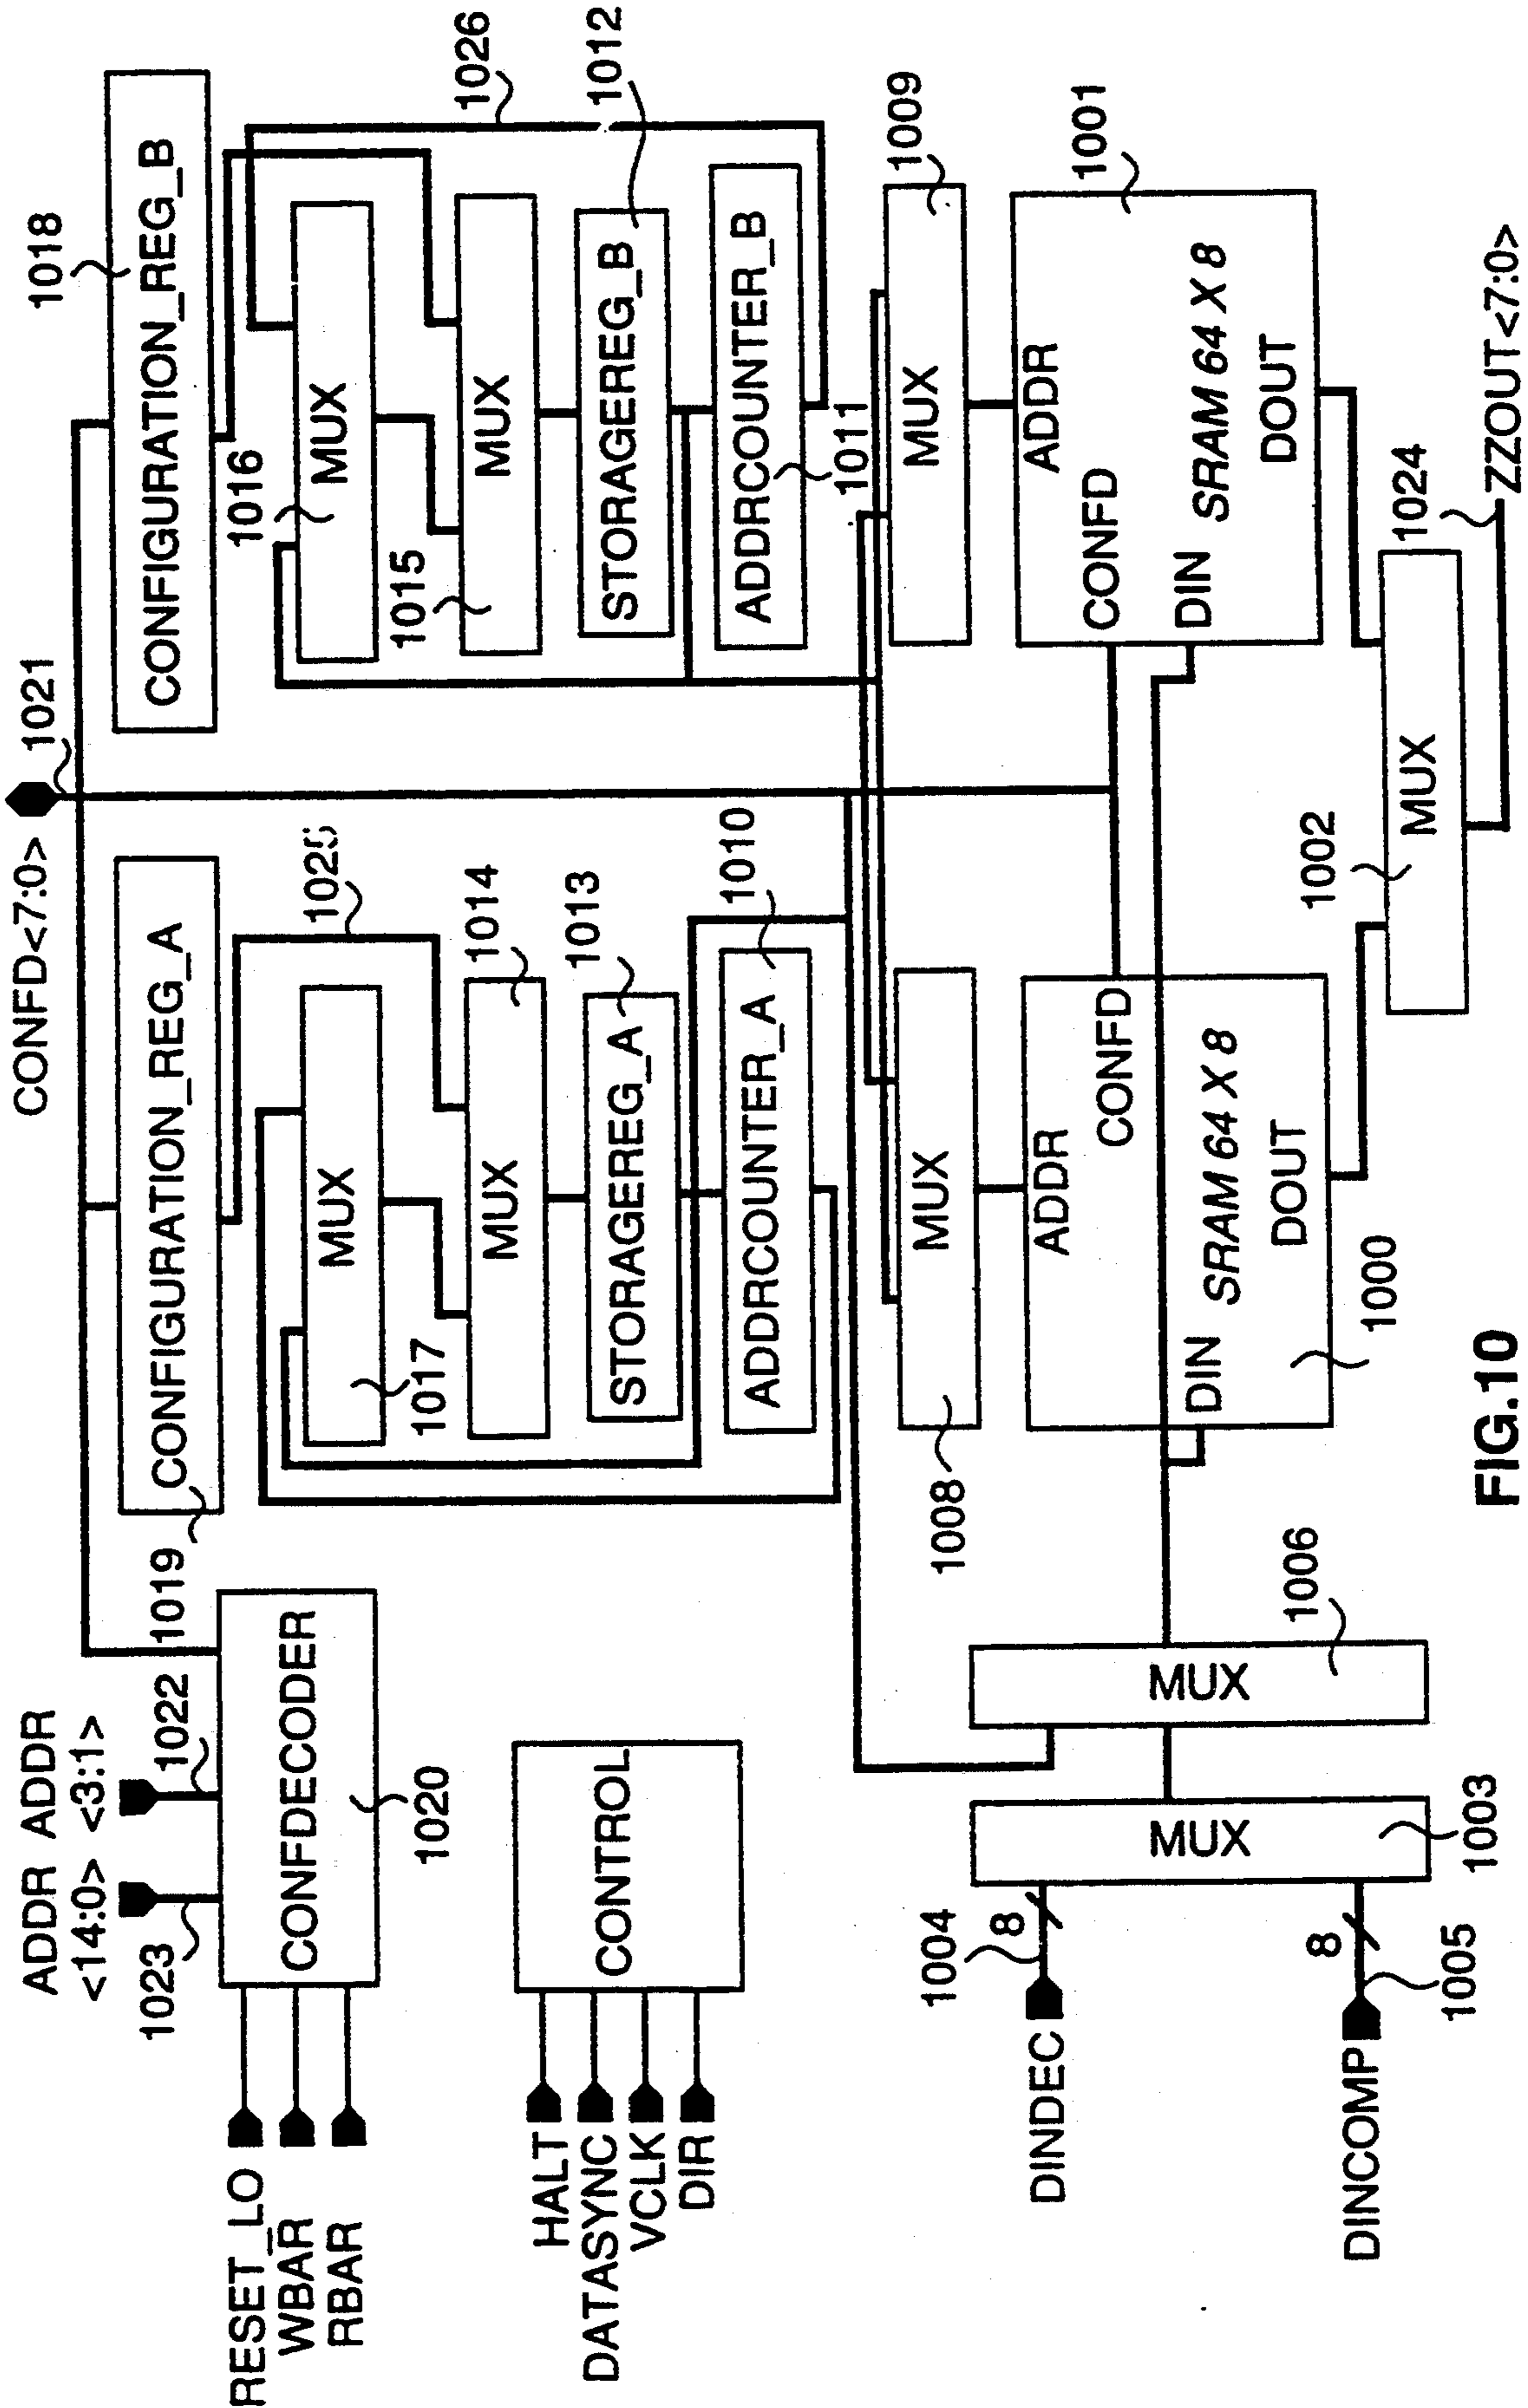 CONFD<7:0>
1021
ADDR ADDR
<14:0> <3:1>
1023
1022
1019
1018
RESET_LO
WBAR
RBAR
CONFDECODER
1020
CONFIGURATION_REG_A
CONFIGURATION_REG_B
1025
1026
1016
MUX
MUX
1017
1014
1015
MUX
MUX
1013
1012
STORAGEREG_A
STORAGEREG_B
1010
ADDRCOUNTER_A
ADDRCOUNTER_B
1011
HALT
DATASYNC
VCLK
DIR
CONTROL
1008
MUX
1009
MUX
1001
ADDR
CONFD
DIN
SRAM 64 X 8
DOUT
ADDR
CONFD
DIN
SRAM 64 X 8
DOUT
1000
DINDEC
1004
8
DINCOMP
1005
8
MUX
1003
MUX
1006
1002
MUX
1024
ZZOUT<7:0>
FIG.10